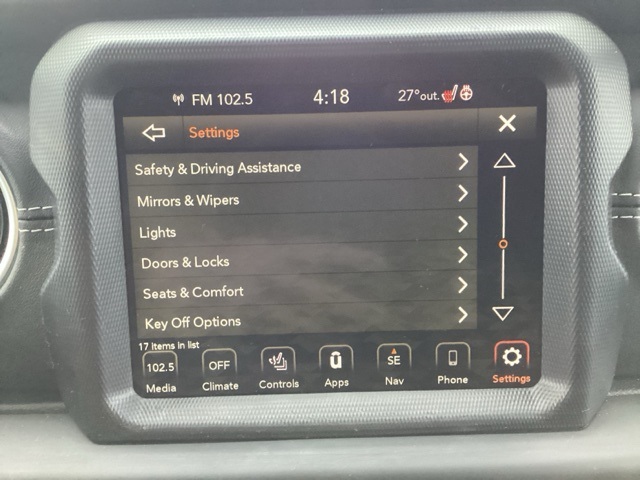 FM 102.5 4:18 27°out.
Settings X
Safety & Driving Assistance
Mirrors & Wipers
Lights
Doors & Locks
Seats & Comfort
Key Off Options
17 items in list
102.5 OFF SE
Media Climate Controls Apps Nav Phone Settings